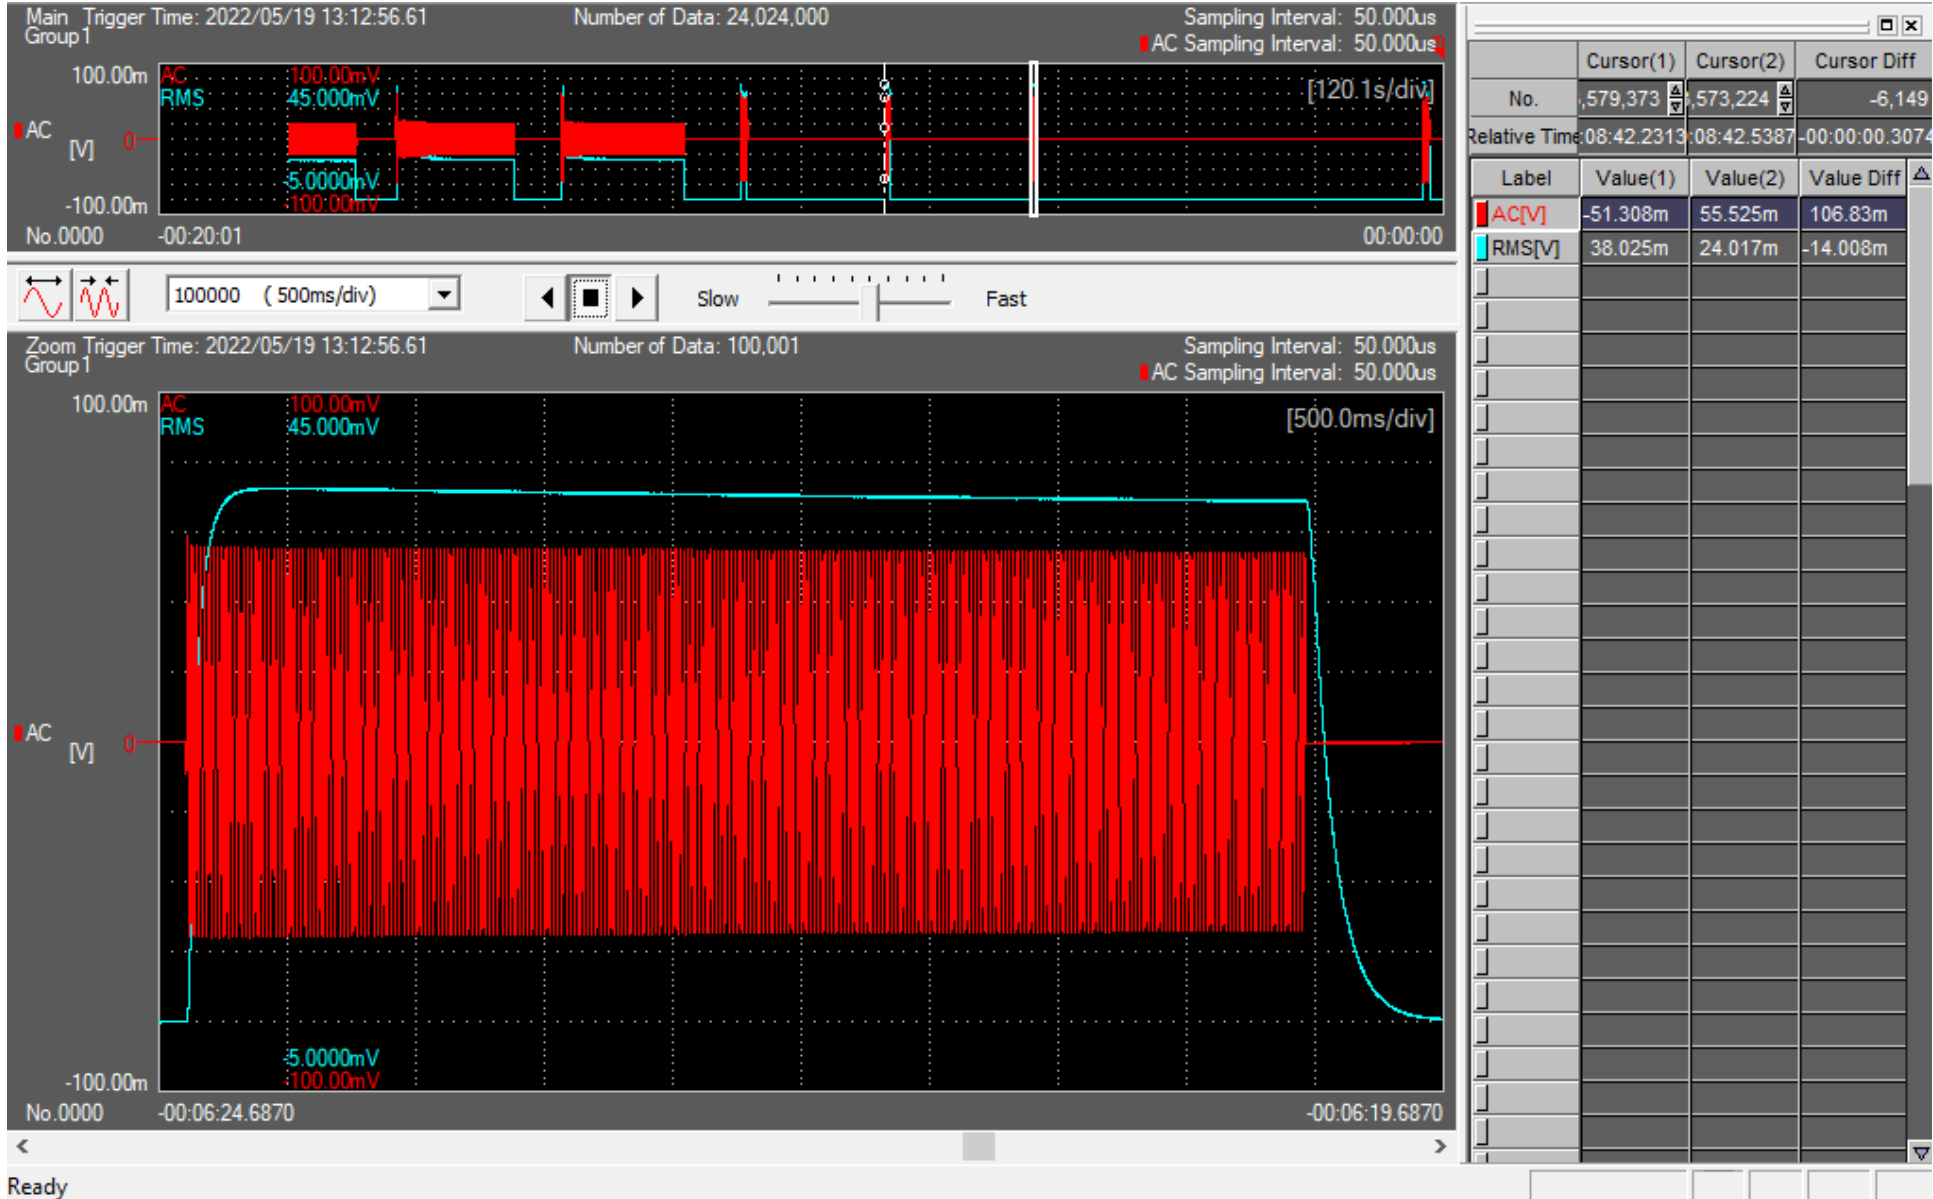 Main Trigger Time: 2022/05/19 13:12:56.61 Number of Data: 24,024,000 Sampling Interval: 50.000us
Group1 AC Sampling Interval: 50.000us
100.00m AC 100.00mV [120.1s/div]
RMS 45.000mV
AC
[V] 0
-5.0000mV
-100.00m -100.00mV
No.0000 -00:20:01 00:00:00
100000 ( 500ms/div) Slow Fast
Zoom Trigger Time: 2022/05/19 13:12:56.61 Number of Data: 100,001 Sampling Interval: 50.000us
Group1 AC Sampling Interval: 50.000us
100.00m AC 100.00mV [500.0ms/div]
RMS 45.000mV
AC
[V] 0
-5.0000mV
-100.00m -100.00mV
No.0000 -00:06:24.6870 -00:06:19.6870
Ready
Cursor(1) Cursor(2) Cursor Diff
No. ,579,373 ,573,224 -6,149
Relative Time :08:42.2313 :08:42.5387 -00:00:00.3074
Label Value(1) Value(2) Value Diff
AC[V] -51.308m 55.525m 106.83m
RMS[V] 38.025m 24.017m -14.008m